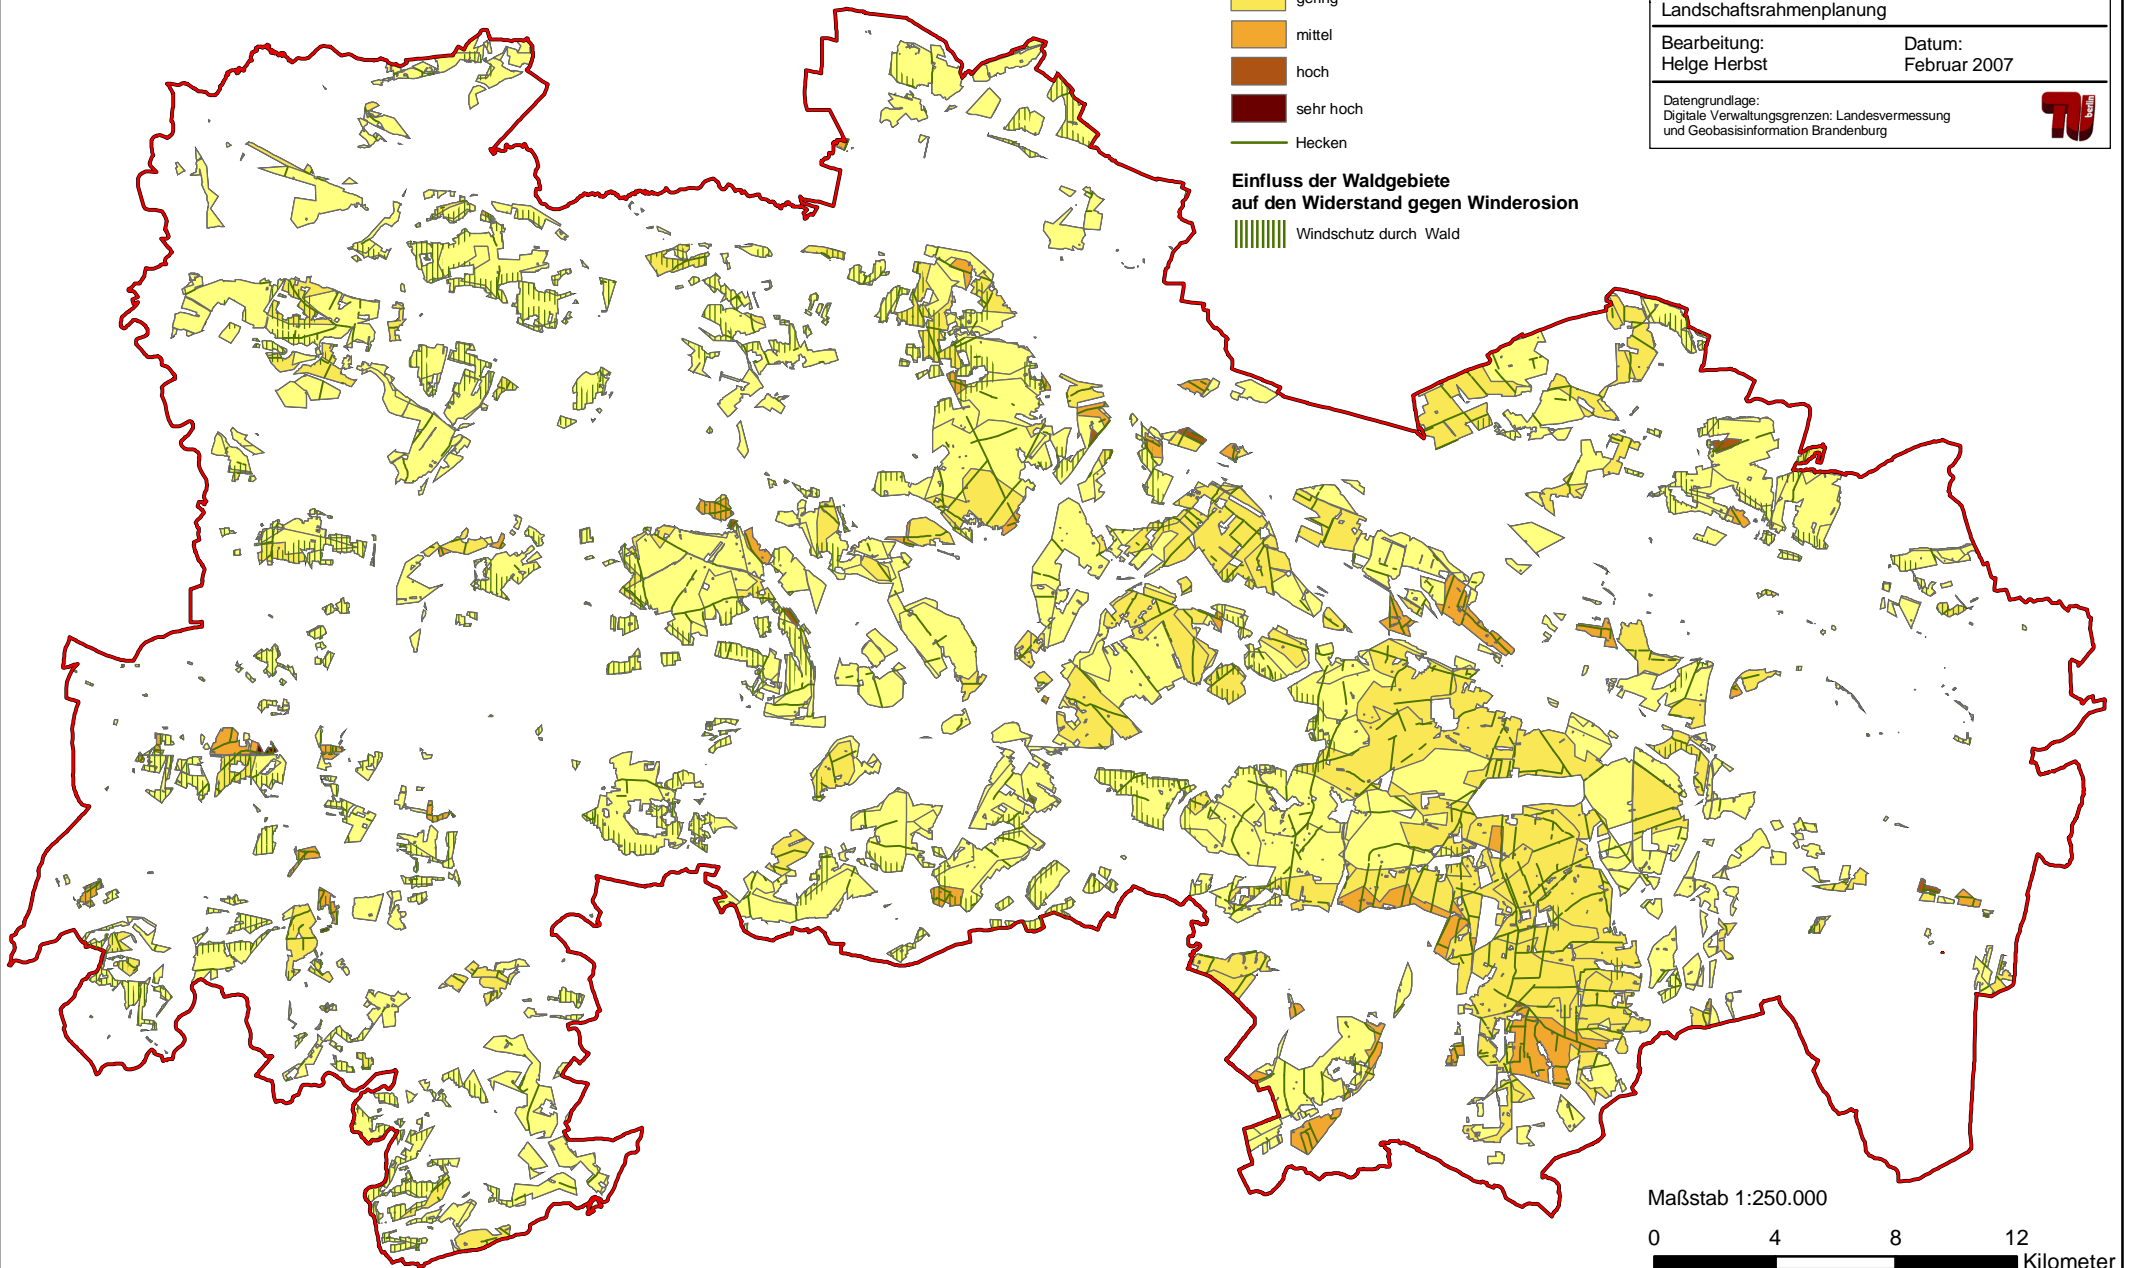 gering
mittel
hoch
sehr hoch
Hecken
Einfluss der Waldgebiete
auf den Widerstand gegen Winderosion
Windschutz durch Wald
Landschaftsrahmenplanung
Bearbeitung:
Helge Herbst
Datum:
Februar 2007
Datengrundlage:
Digitale Verwaltungsgrenzen: Landesvermessung
und Geobasisinformation Brandenburg
berlin
Maßstab 1:250.000
0 4 8 12
Kilometer